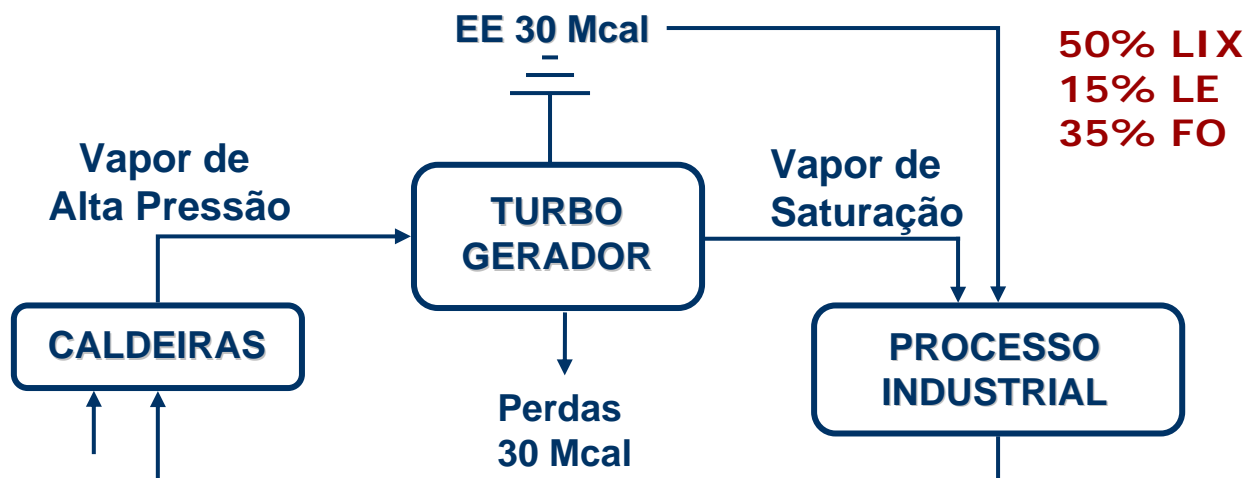 EE 30 Mcal
50% LIX
15% LE
35% FO
Vapor de
Alta Pressão
TURBO
GERADOR
Vapor de
Saturação
CALDEIRAS
PROCESSO
INDUSTRIAL
Perdas
30 Mcal